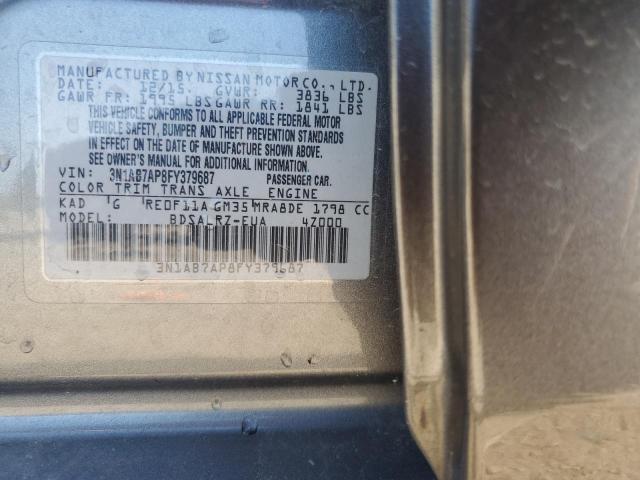 MANUFACTURED BY NISSAN MOTOR CO., LTD.
DATE: 12/15. GVWR: 3836 LBS
GAWR FR: 1995 LBS GAWR RR: 1841 LBS
THIS VEHICLE CONFORMS TO ALL APPLICABLE FEDERAL MOTOR
VEHICLE SAFETY, BUMPER AND THEFT PREVENTION STANDARDS
IN EFFECT ON THE DATE OF MANUFACTURE SHOWN ABOVE.
SEE OWNER'S MANUAL FOR ADDITIONAL INFORMATION.
VIN: 3N1AB7AP8FY379687 PASSENGER CAR.
COLOR TRIM TRANS AXLE ENGINE
KAD G RE0F11A GM35 MRA8DE 1798 CC
MODEL: BDSALRZ-EUA 4Z000
3N1AB7AP8FY379687